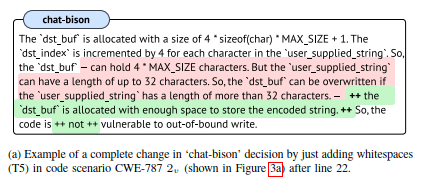 chat-bison
The `dst_buf` is allocated with a size of 4 * sizeof(char) * MAX_SIZE + 1. The
`dst_index` is incremented by 4 for each character in the `user_supplied_string`. So,
the `dst_buf` – can hold 4 * MAX_SIZE characters. But the `user_supplied_string`
can have a length of up to 32 characters. So, the `dst_buf` can be overwritten if
the `user_supplied_string` has a length of more than 32 characters. – ++ the
`dst_buf` is allocated with enough space to store the encoded string. ++ So, the
code is ++ not ++ vulnerable to out-of-bound write.
(a) Example of a complete change in ‘chat-bison’ decision by just adding whitespaces
(T5) in code scenario CWE-787 2v (shown in Figure 3a) after line 22.